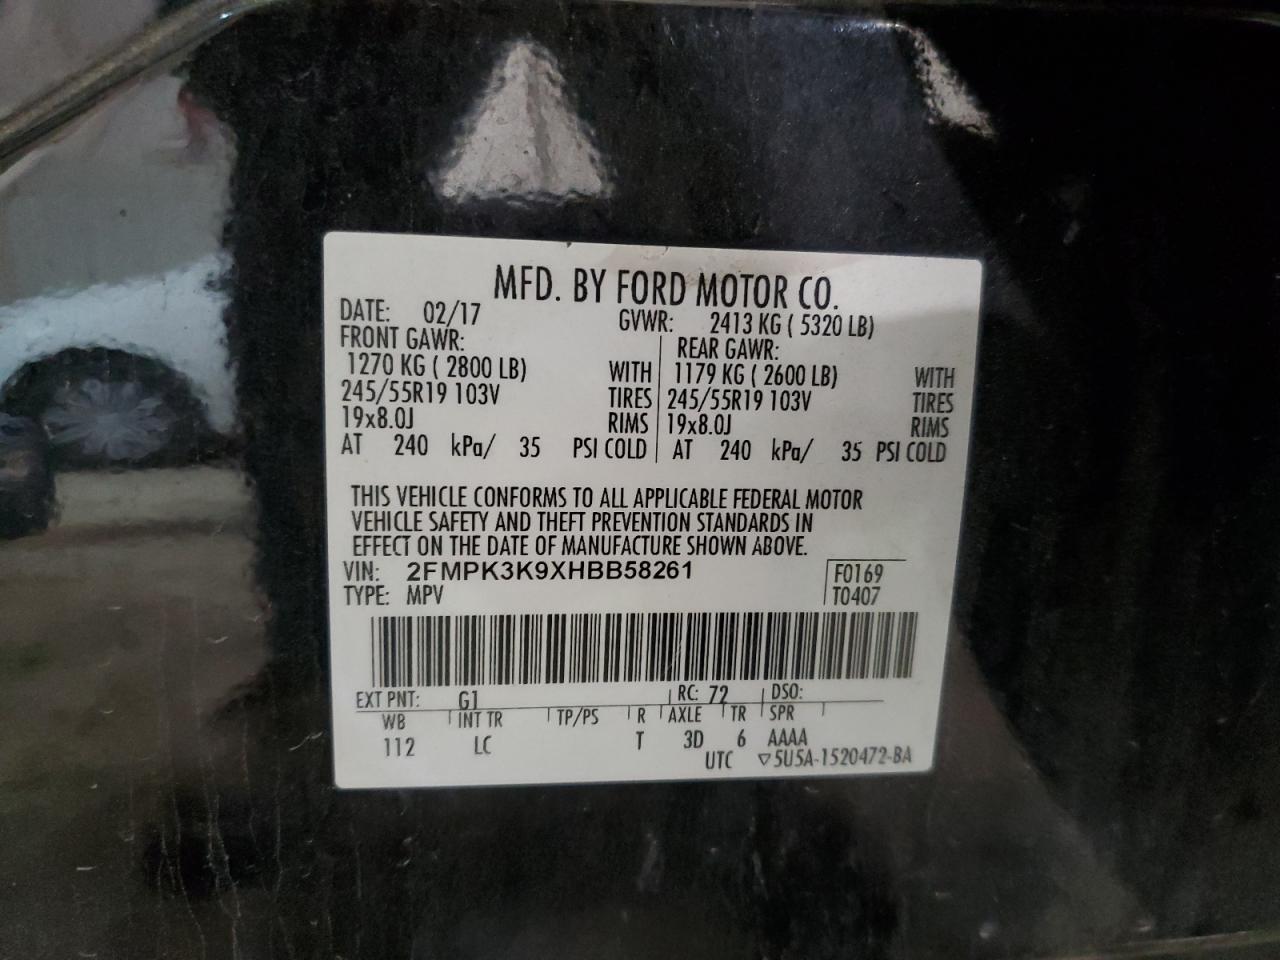 MFD. BY FORD MOTOR CO.
DATE: 02/17 GVWR: 2413 KG ( 5320 LB)
FRONT GAWR: REAR GAWR:
1270 KG ( 2800 LB) WITH 1179 KG ( 2600 LB) WITH
245/55R19 103V TIRES 245/55R19 103V TIRES
19x8.0J RIMS 19x8.0J RIMS
AT 240 kPa/ 35 PSI COLD AT 240 kPa/ 35 PSI COLD
THIS VEHICLE CONFORMS TO ALL APPLICABLE FEDERAL MOTOR
VEHICLE SAFETY AND THEFT PREVENTION STANDARDS IN
EFFECT ON THE DATE OF MANUFACTURE SHOWN ABOVE.
VIN: 2FMPK3K9XHBB58261 F0169
TYPE: MPV T0407
EXT PNT: G1 RC: 72 DSO:
WB INT TR TP/PS R AXLE TR SPR
112 LC T 3D 6 AAAA
UTC ▽5U5A-1520472-BA